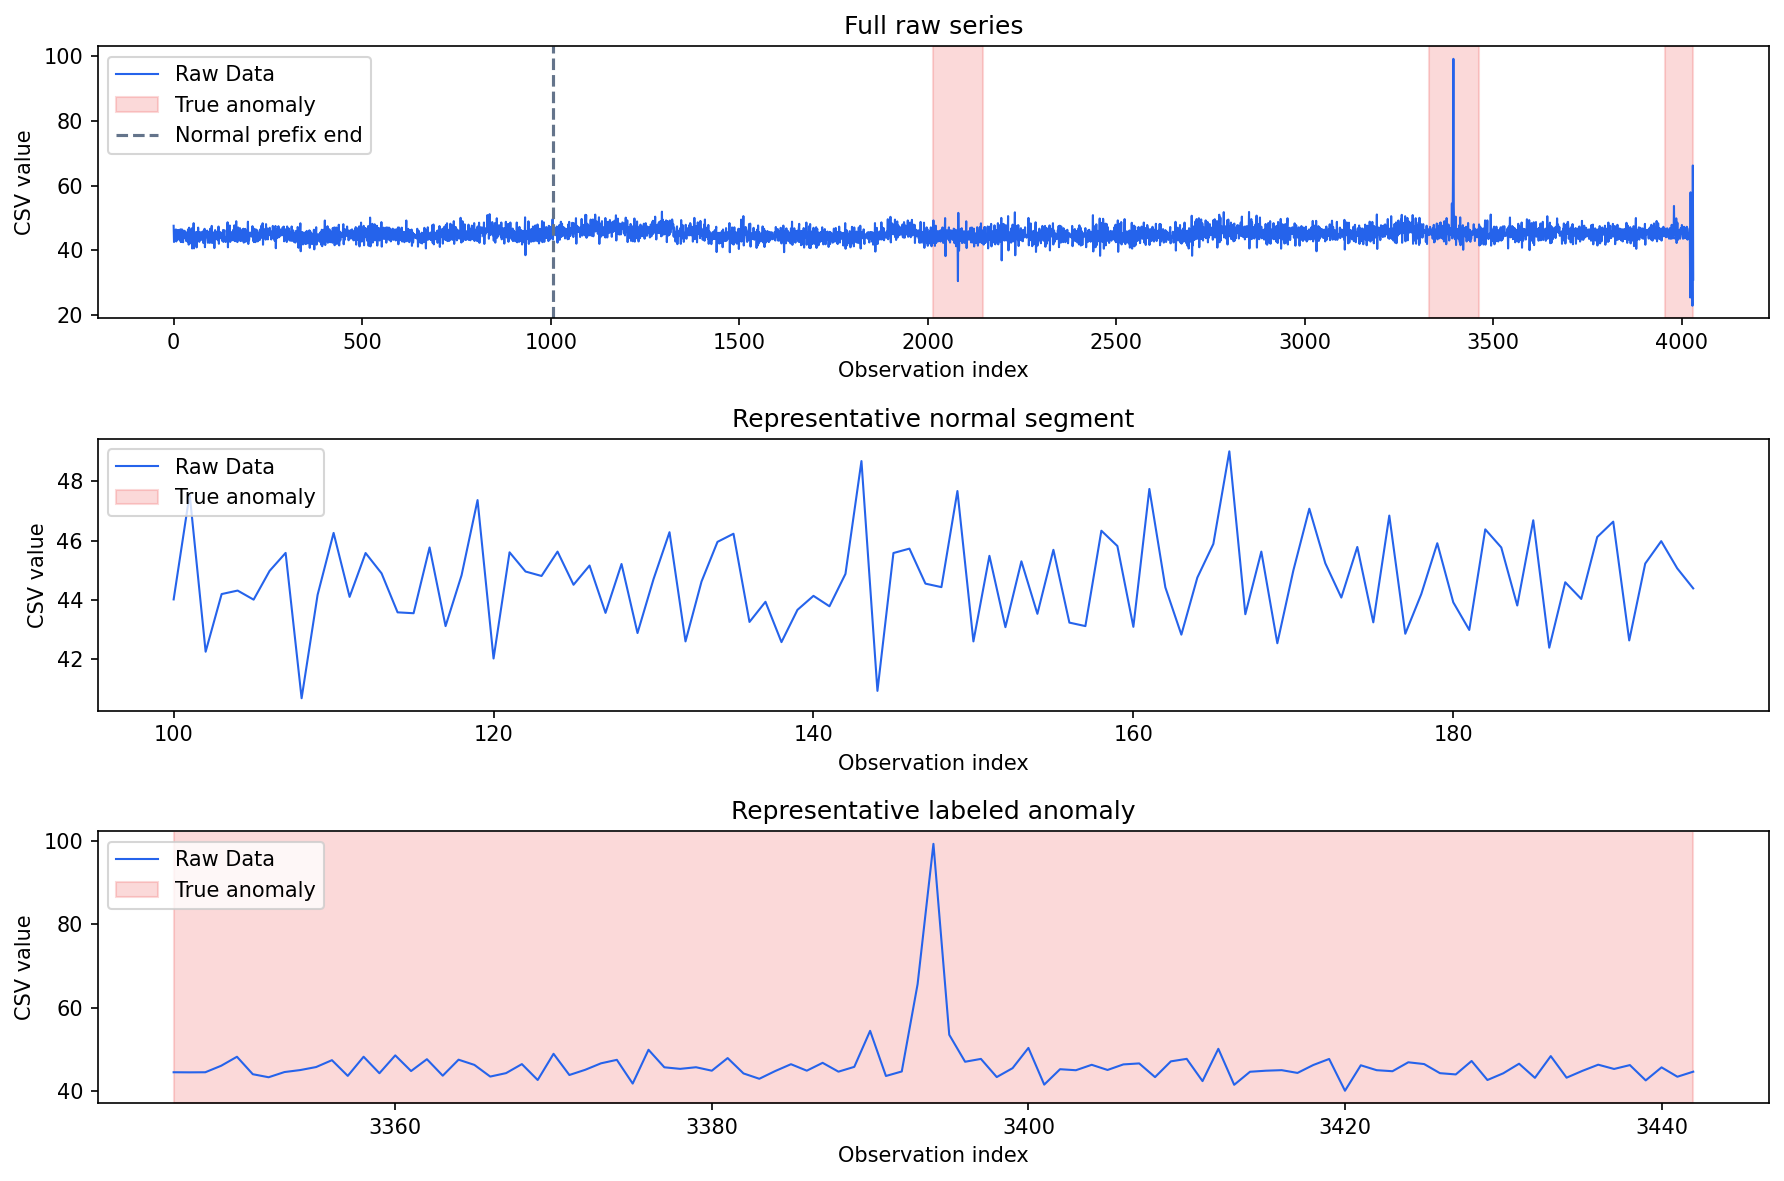 Full raw series
100
80
60
40
20
CSV value
Raw Data
True anomaly
Normal prefix end
0
500
1000
1500
2000
2500
3000
3500
4000
Observation index
Representative normal segment
48
46
44
42
CSV value
Raw Data
True anomaly
100
120
140
160
180
Observation index
Representative labeled anomaly
100
80
60
40
CSV value
Raw Data
True anomaly
3360
3380
3400
3420
3440
Observation index